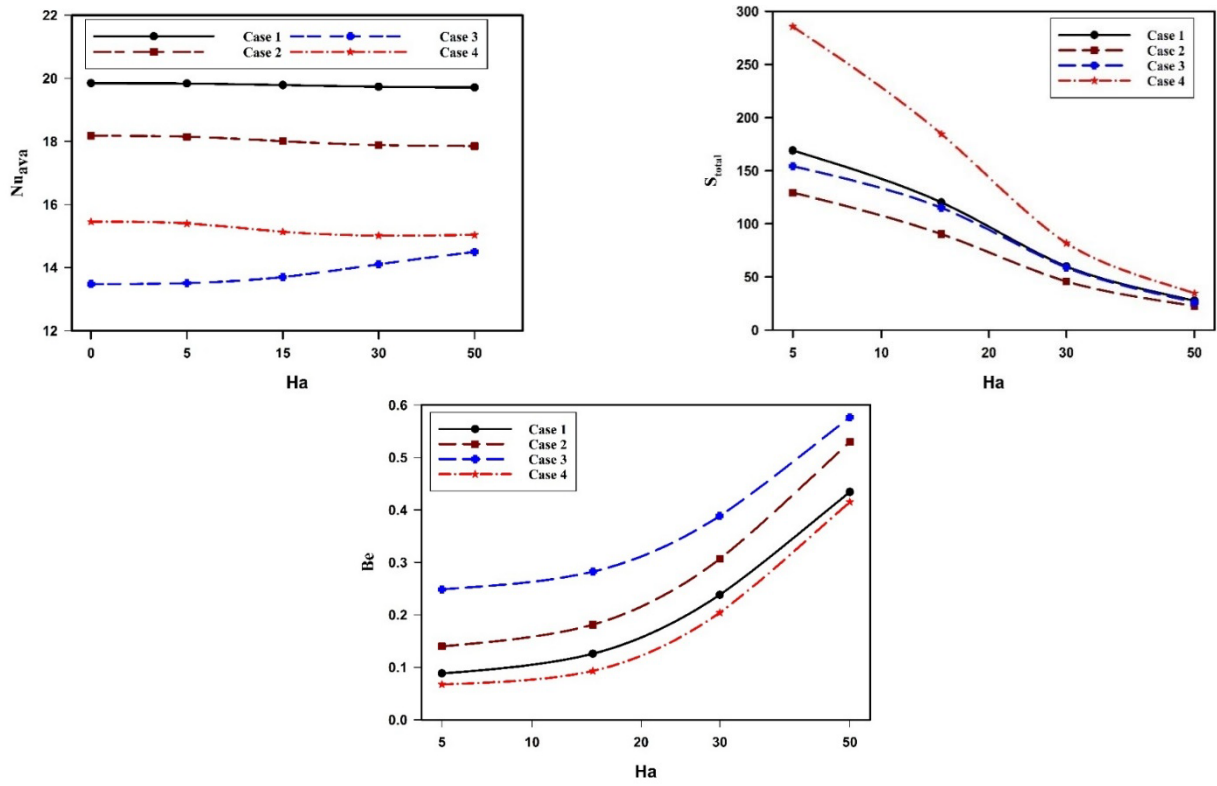 22
20
18
16
14
12
Nu_ava
Case 1 Case 3
Case 2 Case 4
0 5 15 30 50
Ha
300
250
200
150
100
50
0
S_total
Case 1
Case 2
Case 3
Case 4
5 10 20 30 50
Ha
0.6
0.5
0.4
0.3
0.2
0.1
0.0
Be
Case 1
Case 2
Case 3
Case 4
5 10 20 30 50
Ha